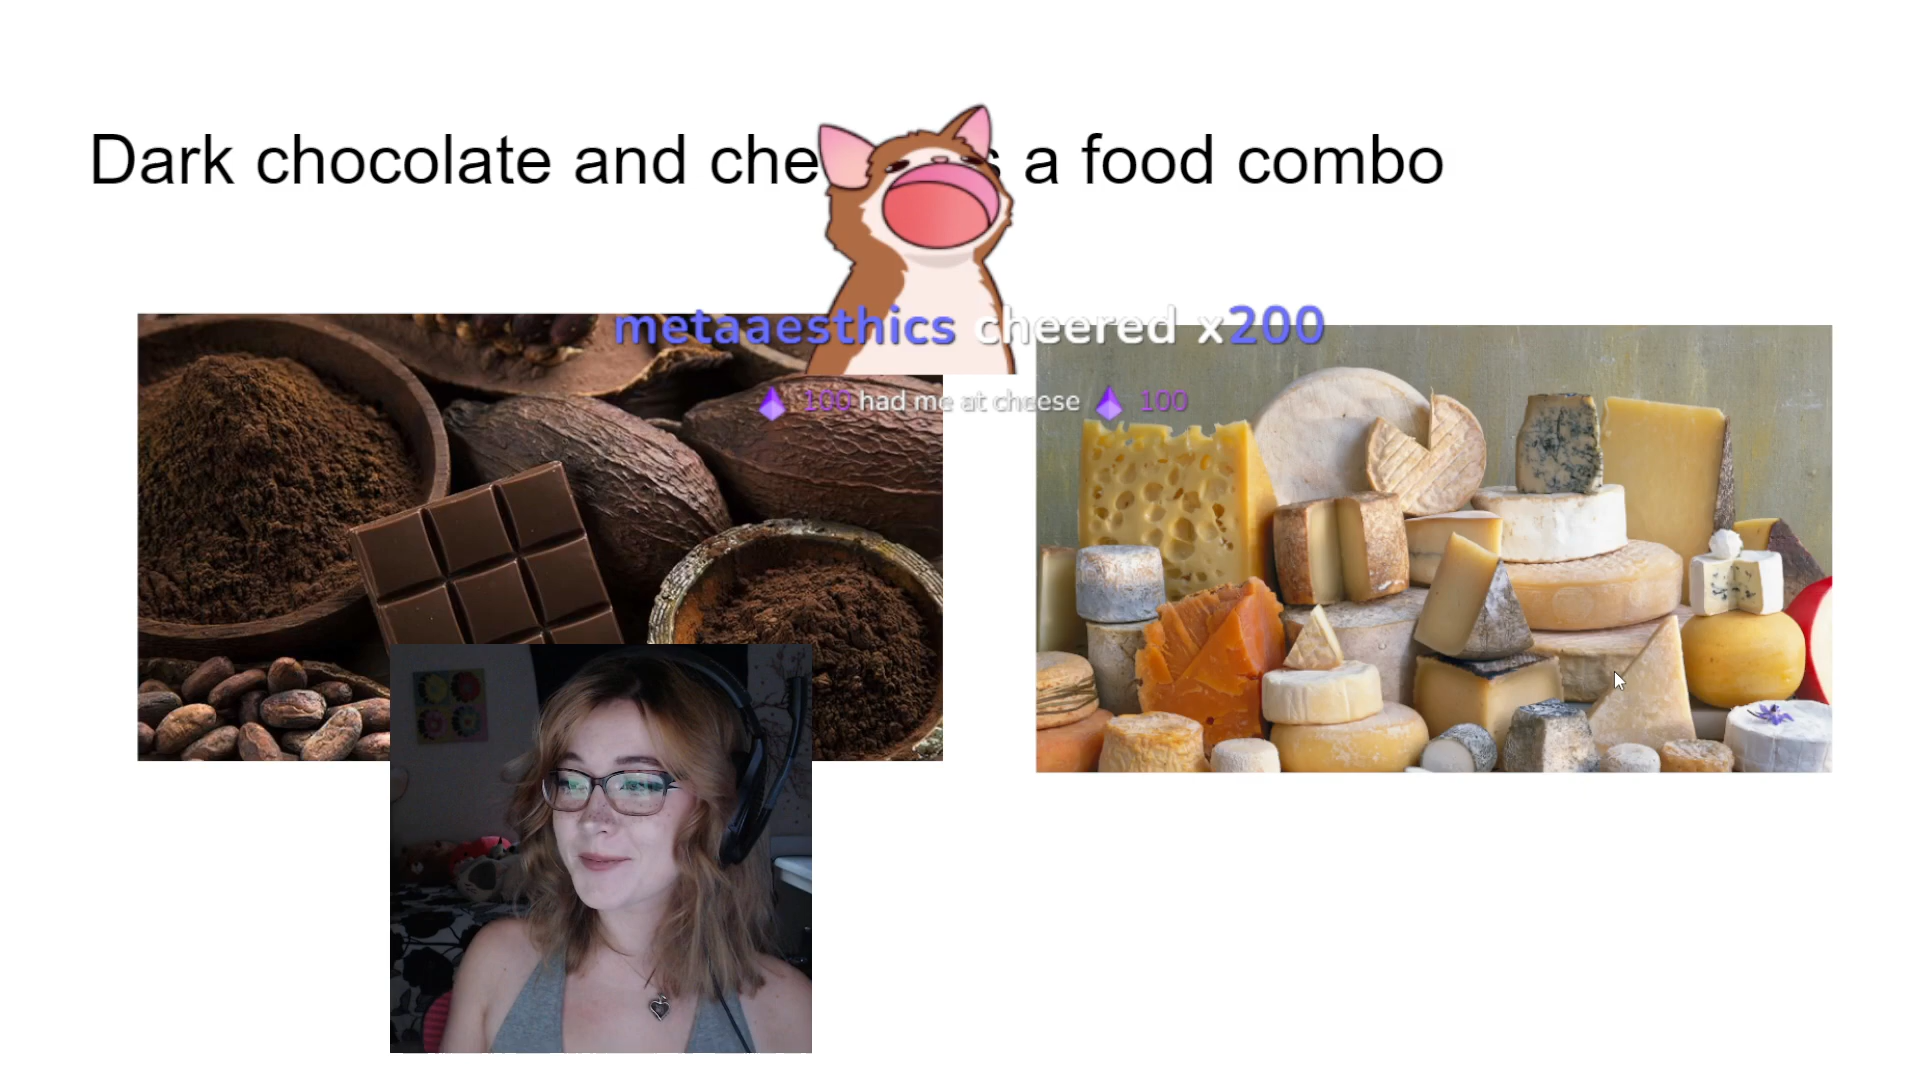 Dark chocolate and che s a food combo
metaaesthics cheered x200
100 had me at cheese 100